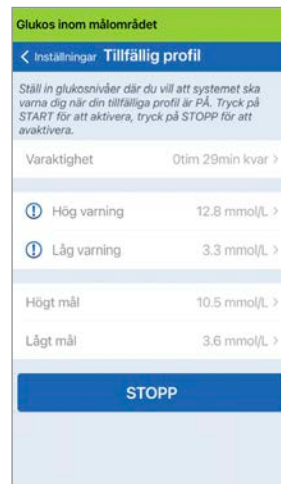 Glukos inom målområdet
< Inställningar Tillfällig profil
Ställ in glukosnivåer där du vill att systemet ska
varna dig när din tillfälliga profil är PÅ. Tryck på
START för att aktivera, tryck på STOPP för att
avaktivera.
Varaktighet 0tim 29min kvar >
Hög varning 12.8 mmol/L >
Låg varning 3.3 mmol/L >
Högt mål 10.5 mmol/L >
Lågt mål 3.6 mmol/L >
STOPP